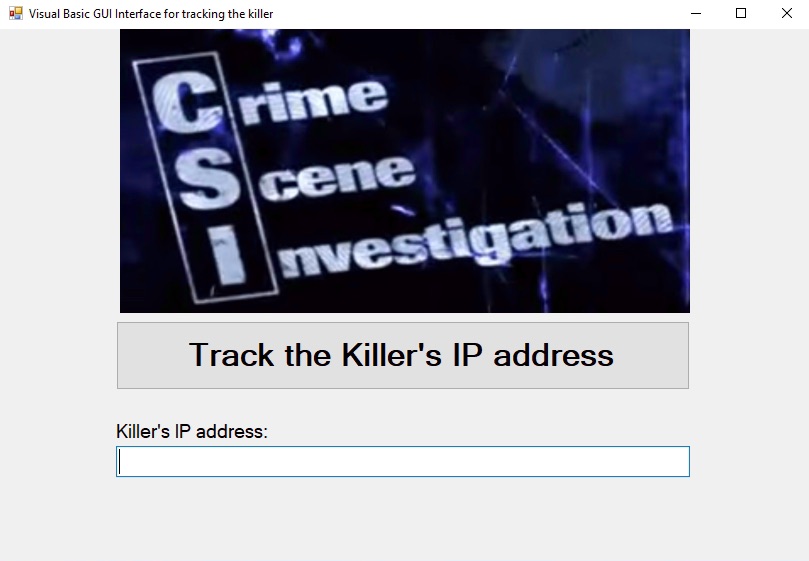 Visual Basic GUI Interface for tracking the killer
Crime
Scene
Investigation
Track the Killer's IP address
Killer's IP address: